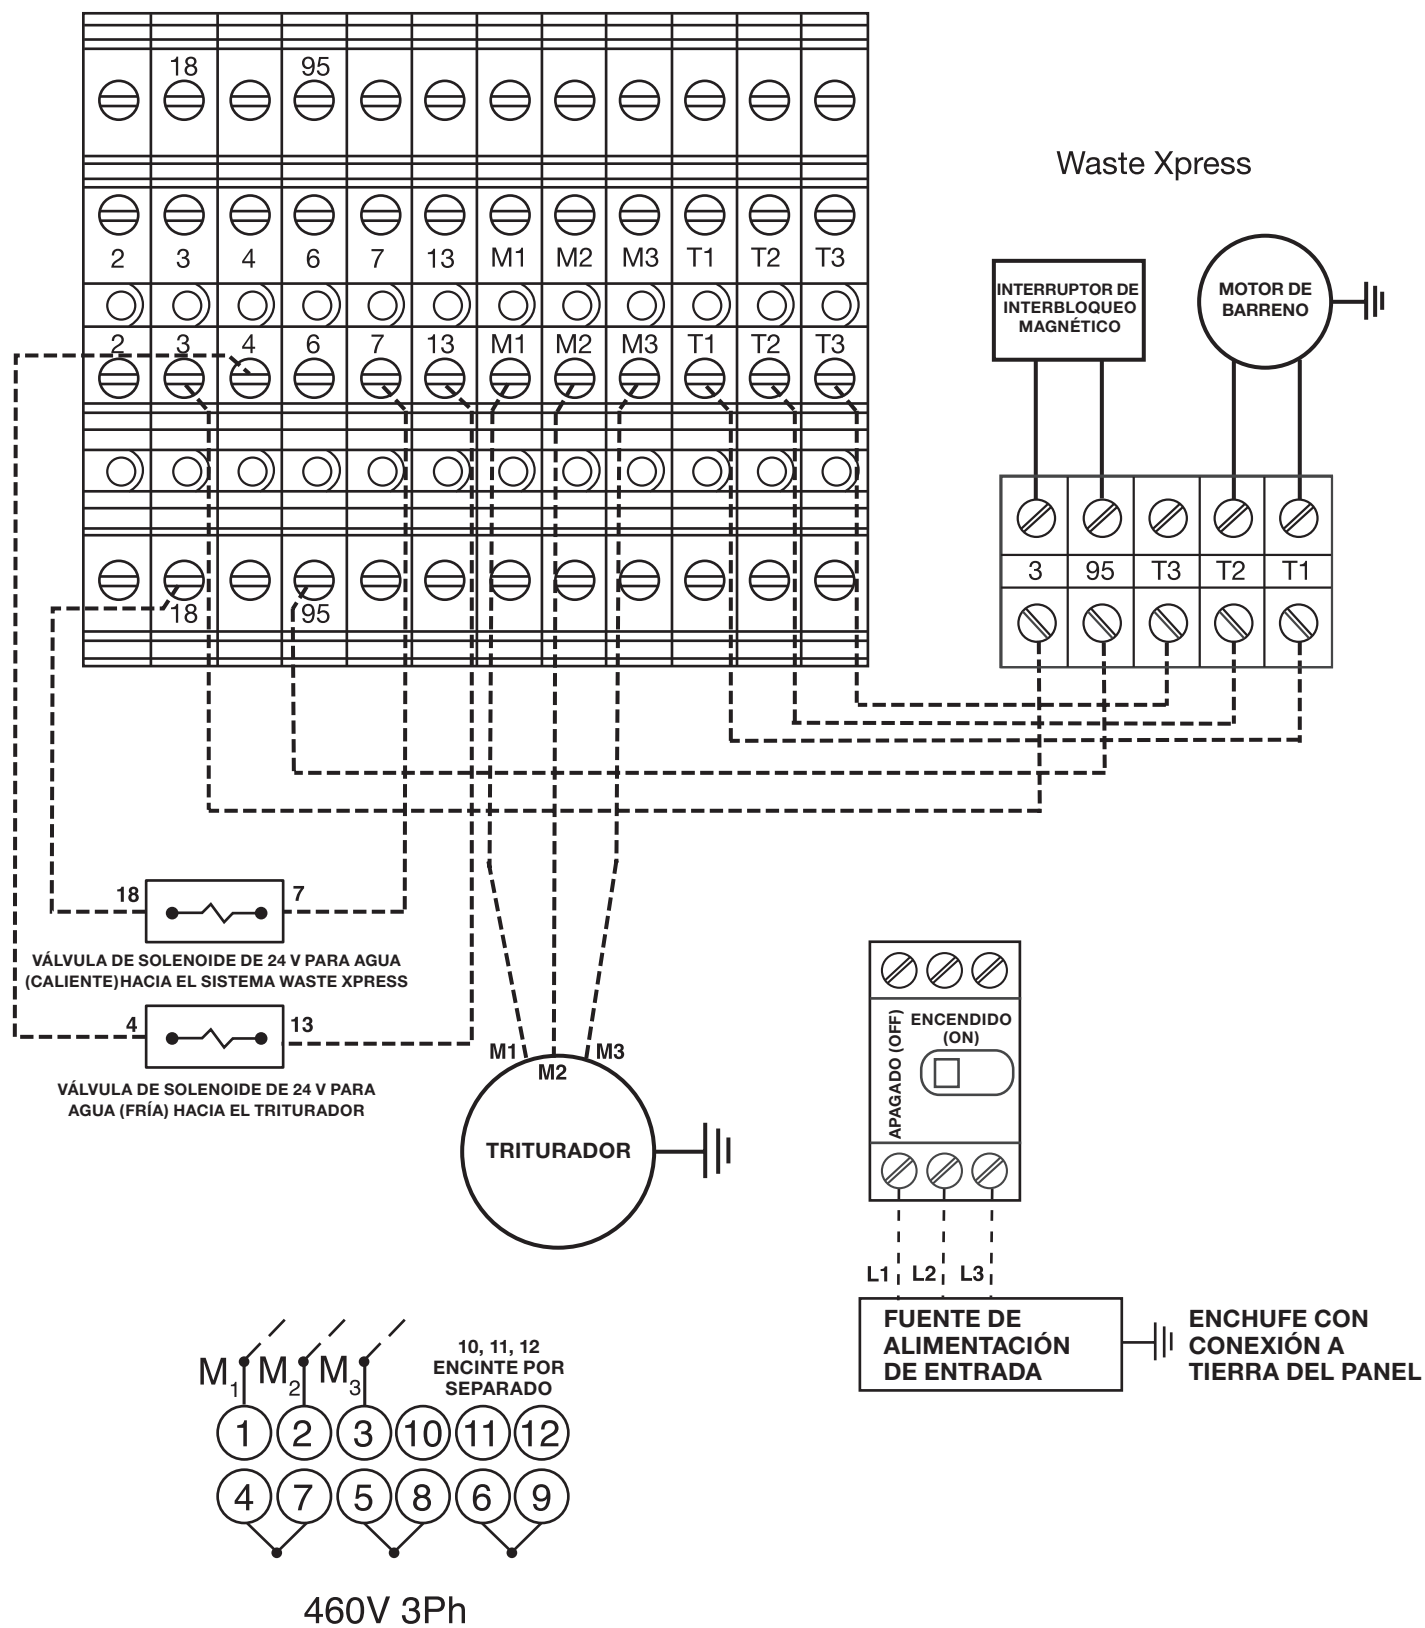 18 95
2 3 4 6 7 13 M1 M2 M3 T1 T2 T3
2 3 4 6 7 13 M1 M2 M3 T1 T2 T3
18 95
Waste Xpress
INTERRUPTOR DE
INTERBLOQUEO
MAGNÉTICO
MOTOR DE
BARRENO
3 95 T3 T2 T1
18 7
VÁLVULA DE SOLENOIDE DE 24 V PARA AGUA
(CALIENTE)HACIA EL SISTEMA WASTE XPRESS
4 13
VÁLVULA DE SOLENOIDE DE 24 V PARA
AGUA (FRÍA) HACIA EL TRITURADOR
M1 M2 M3
TRITURADOR
APAGADO (OFF)
ENCENDIDO
(ON)
L1 L2 L3
FUENTE DE
ALIMENTACIÓN
DE ENTRADA
ENCHUFE CON
CONEXIÓN A
TIERRA DEL PANEL
M1 M2 M3
10, 11, 12
ENCINTE POR
SEPARADO
1 2 3 10 11 12
4 7 5 8 6 9
460V 3Ph